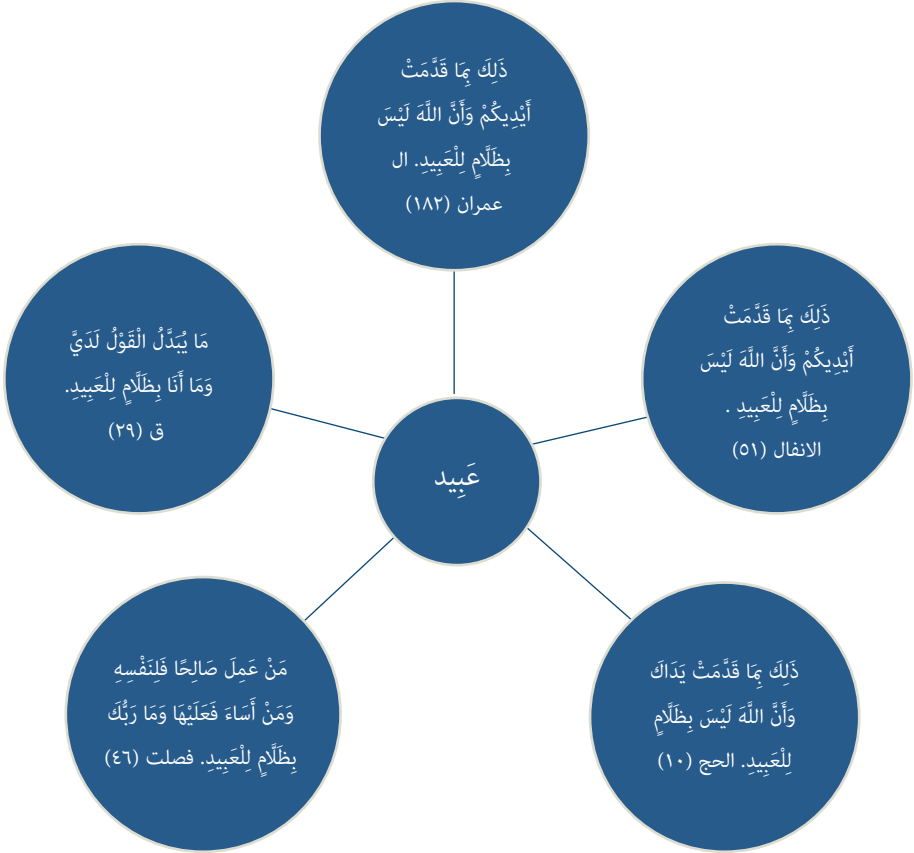 ذَلِكَ بِمَا قَدَّمَتْ
أَيْدِيكُمْ وَأَنَّ اللَّهَ لَيْسَ
بِظَلَّامٍ لِلْعَبِيدِ. ال
عمران (١٨٢)
ذَلِكَ بِمَا قَدَّمَتْ
أَيْدِيكُمْ وَأَنَّ اللَّهَ لَيْسَ
بِظَلَّامٍ لِلْعَبِيدِ .
الانفال (٥١)
مَا يُبَدَّلُ الْقَوْلُ لَدَيَّ
وَمَا أَنَا بِظَلَّامٍ لِلْعَبِيدِ.
ق (٢٩)
عَبِيد
ذَلِكَ بِمَا قَدَّمَتْ يَدَاكَ
وَأَنَّ اللَّهَ لَيْسَ بِظَلَّامٍ
لِلْعَبِيدِ. الحج (١٠)
مَنْ عَمِلَ صَالِحًا فَلِنَفْسِهِ
وَمَنْ أَسَاءَ فَعَلَيْهَا وَمَا رَبُّكَ
بِظَلَّامٍ لِلْعَبِيدِ. فصلت (٤٦)